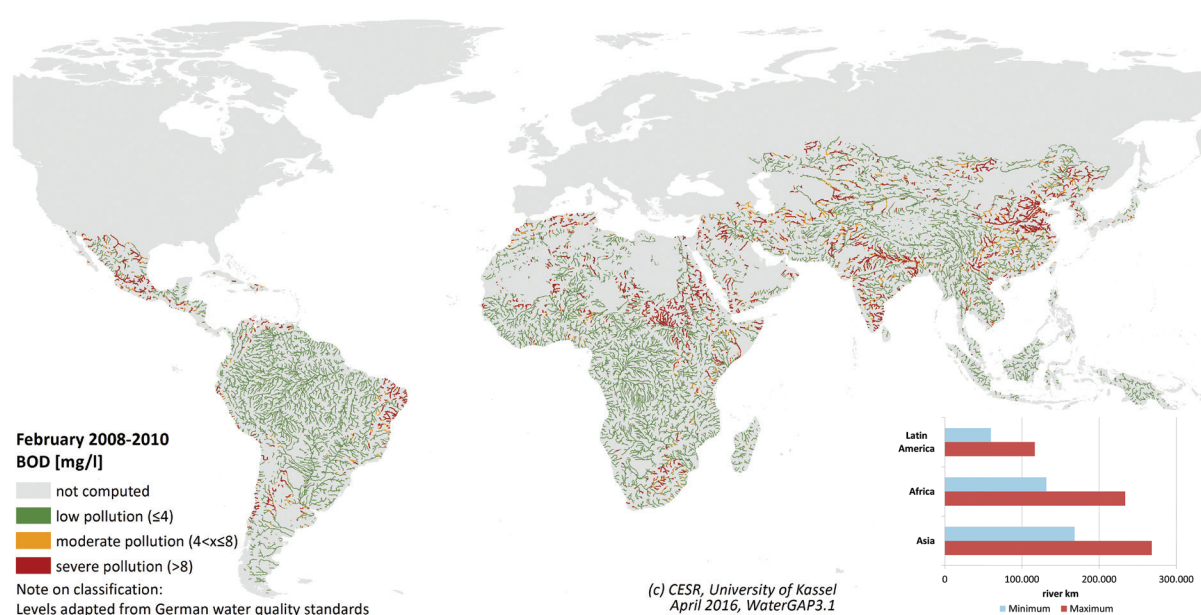 February 2008-2010
BOD [mg/l]
not computed
low pollution (≤4)
moderate pollution (4<x≤8)
severe pollution (>8)
Note on classification:
Levels adapted from German water quality standards
(c) CESR, University of Kassel
April 2016, WaterGAP3.1
Latin
America
Africa
Asia
0
100.000
200.000
300.000
river km
Minimum
Maximum